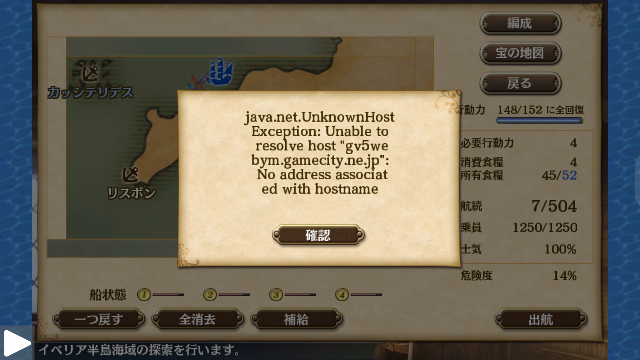 編成
宝の地図
戻る
カッシテリデス
リスボン
行動力 148/152 に全回復
java.net.UnknownHost
Exception: Unable to
resolve host "gv5we
bym.gamecity.ne.jp":
No address associat
ed with hostname
確認
必要行動力 4
消費食糧 4
所有食糧 45/52
航続 7/504
乗員 1250/1250
士気 100%
危険度 14%
船状態 1 2 3 4
一つ戻す 全消去 補給 出航
イベリア半島海域の探索を行います。